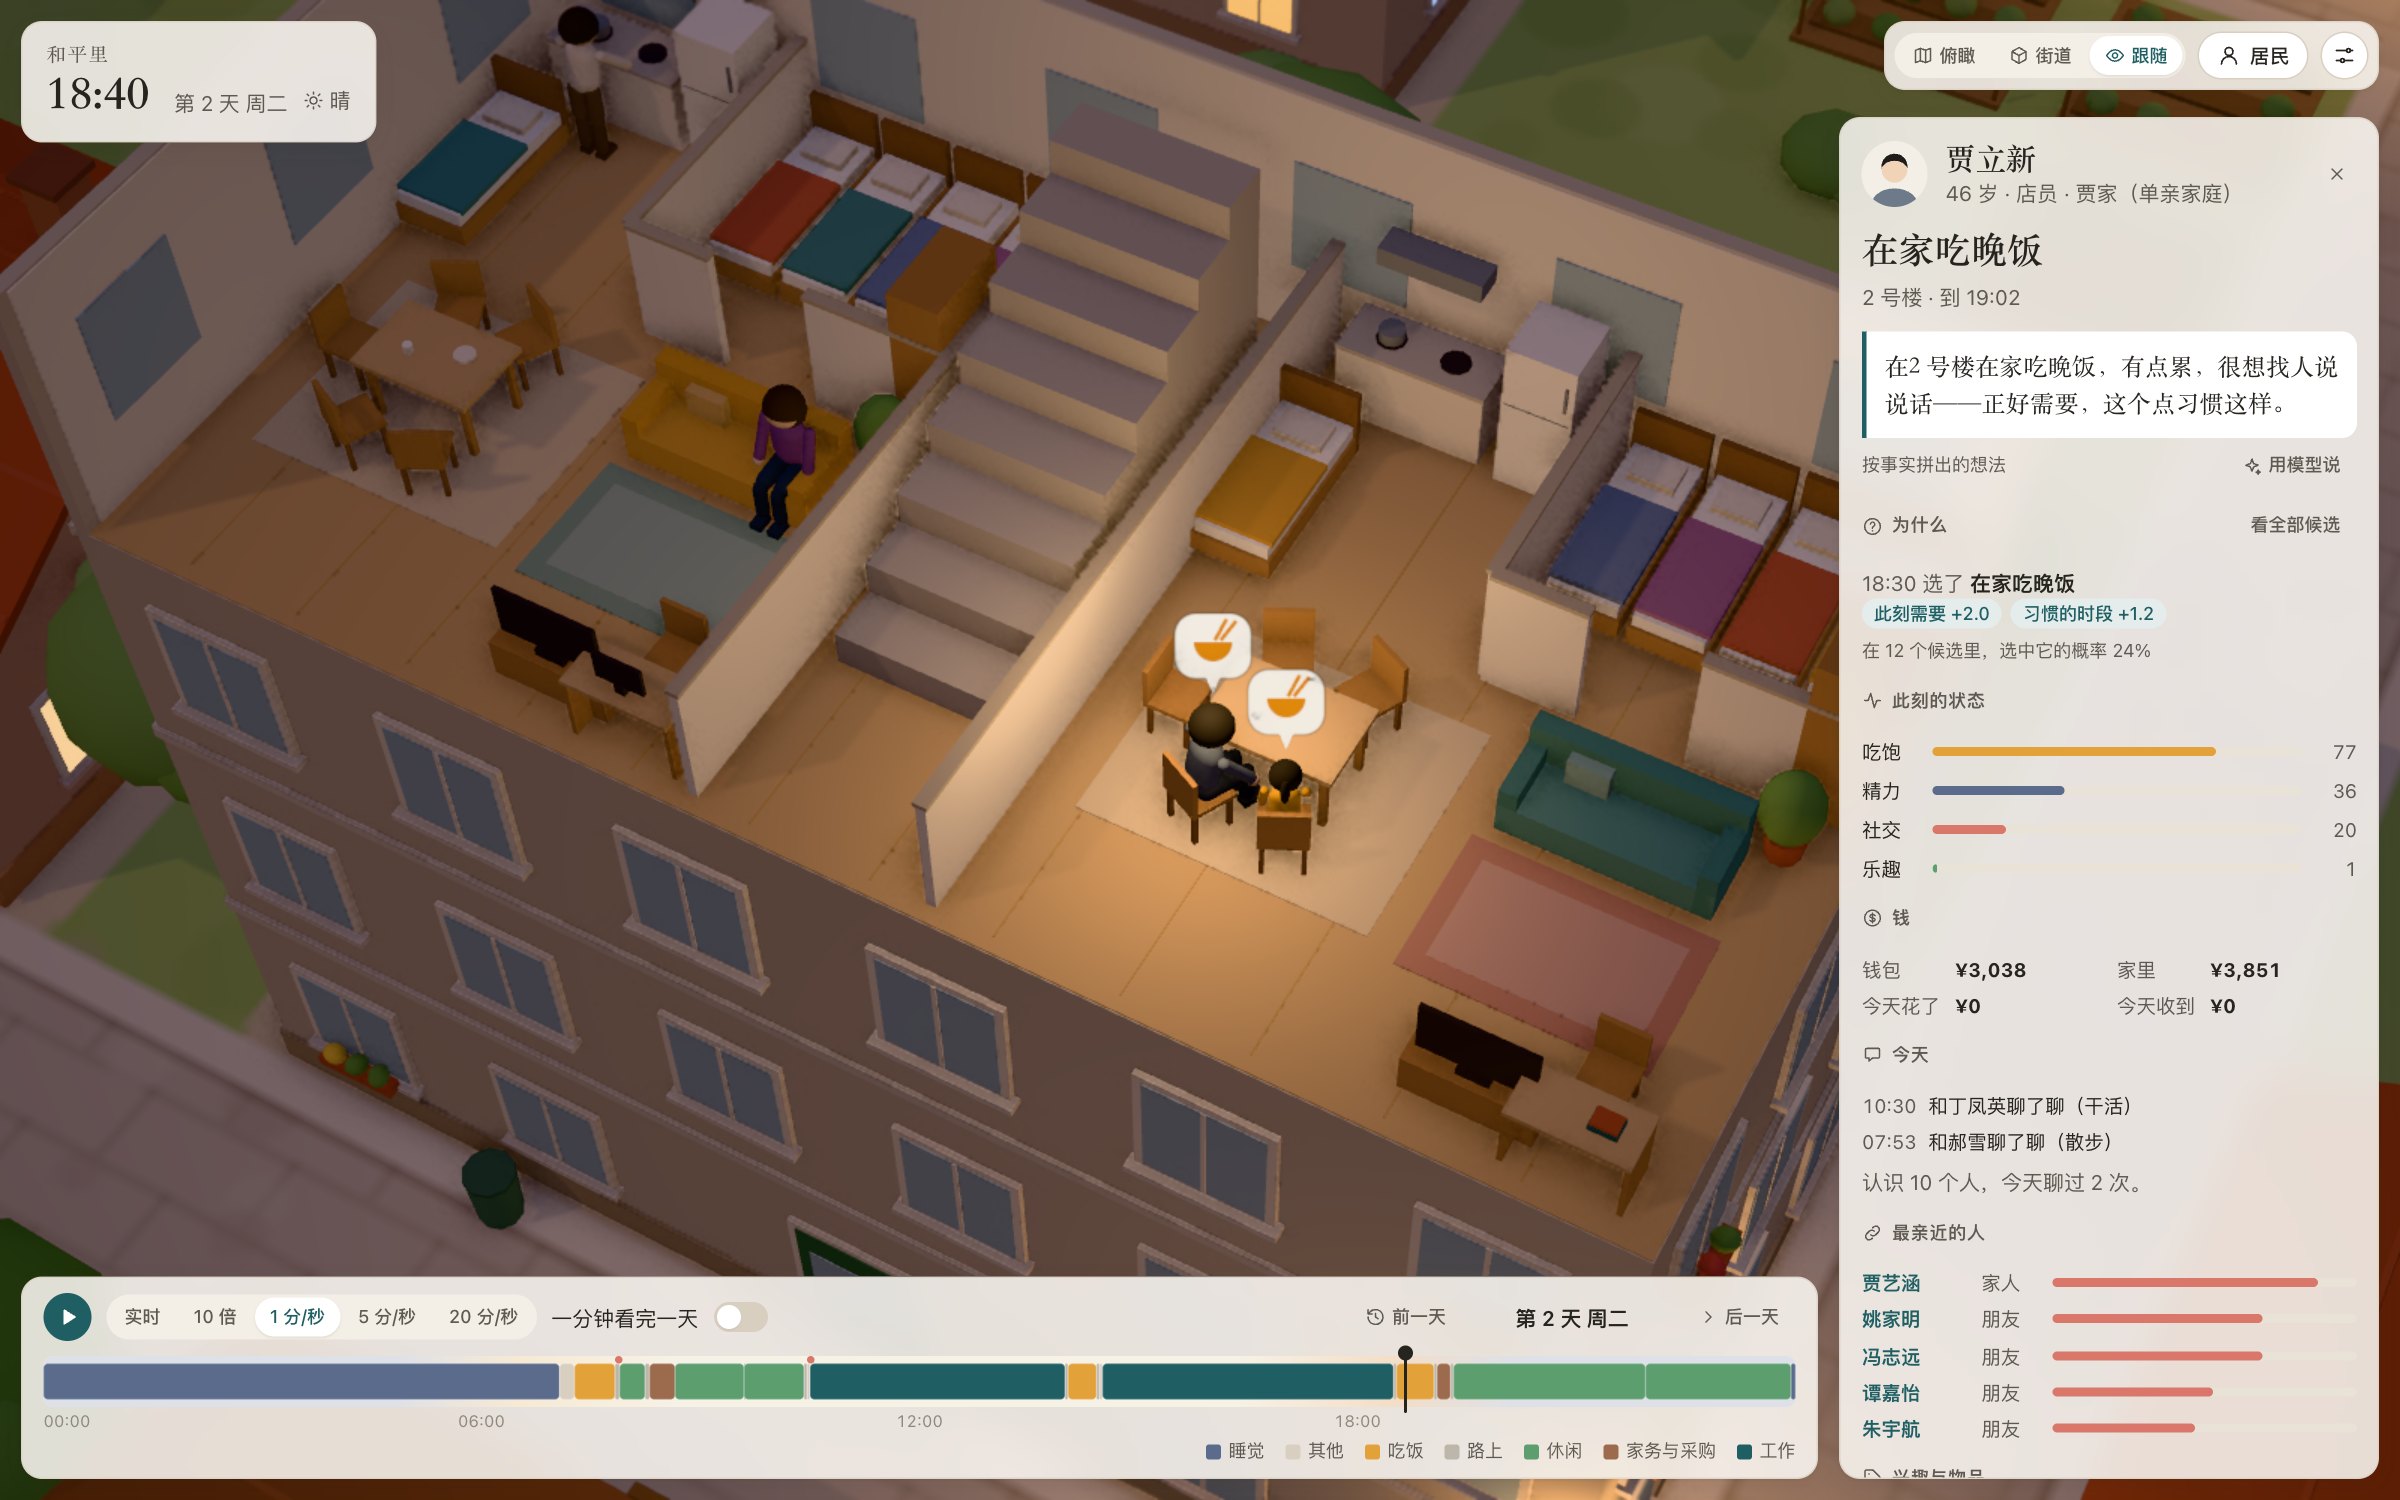 和平里
18:40 第 2 天 周二 晴
俯瞰 街道 跟随 居民
贾立新
46 岁 · 店员 · 贾家（单亲家庭）
在家吃晚饭
2 号楼 · 到 19:02
在2 号楼在家吃晚饭，有点累，很想找人说
说话——正好需要，这个点习惯这样。
按事实拼出的想法 用模型说
为什么 看全部候选
18:30 选了 在家吃晚饭
此刻需要 +2.0 习惯的时段 +1.2
在 12 个候选里，选中它的概率 24%
此刻的状态
吃饱 77
精力 36
社交 20
乐趣 1
钱
钱包 ¥3,038 家里 ¥3,851
今天花了 ¥0 今天收到 ¥0
今天
10:30 和丁凤英聊了聊（干活）
07:53 和郝雪聊了聊（散步）
认识 10 个人，今天聊过 2 次。
最亲近的人
贾艺涵 家人
姚家明 朋友
冯志远 朋友
谭嘉怡 朋友
朱宇航 朋友
兴趣与物品
实时 10 倍 1 分/秒 5 分/秒 20 分/秒 一分钟看完一天 前一天 第 2 天 周二 后一天
00:00 06:00 12:00 18:00
睡觉 其他 吃饭 路上 休闲 家务与采购 工作